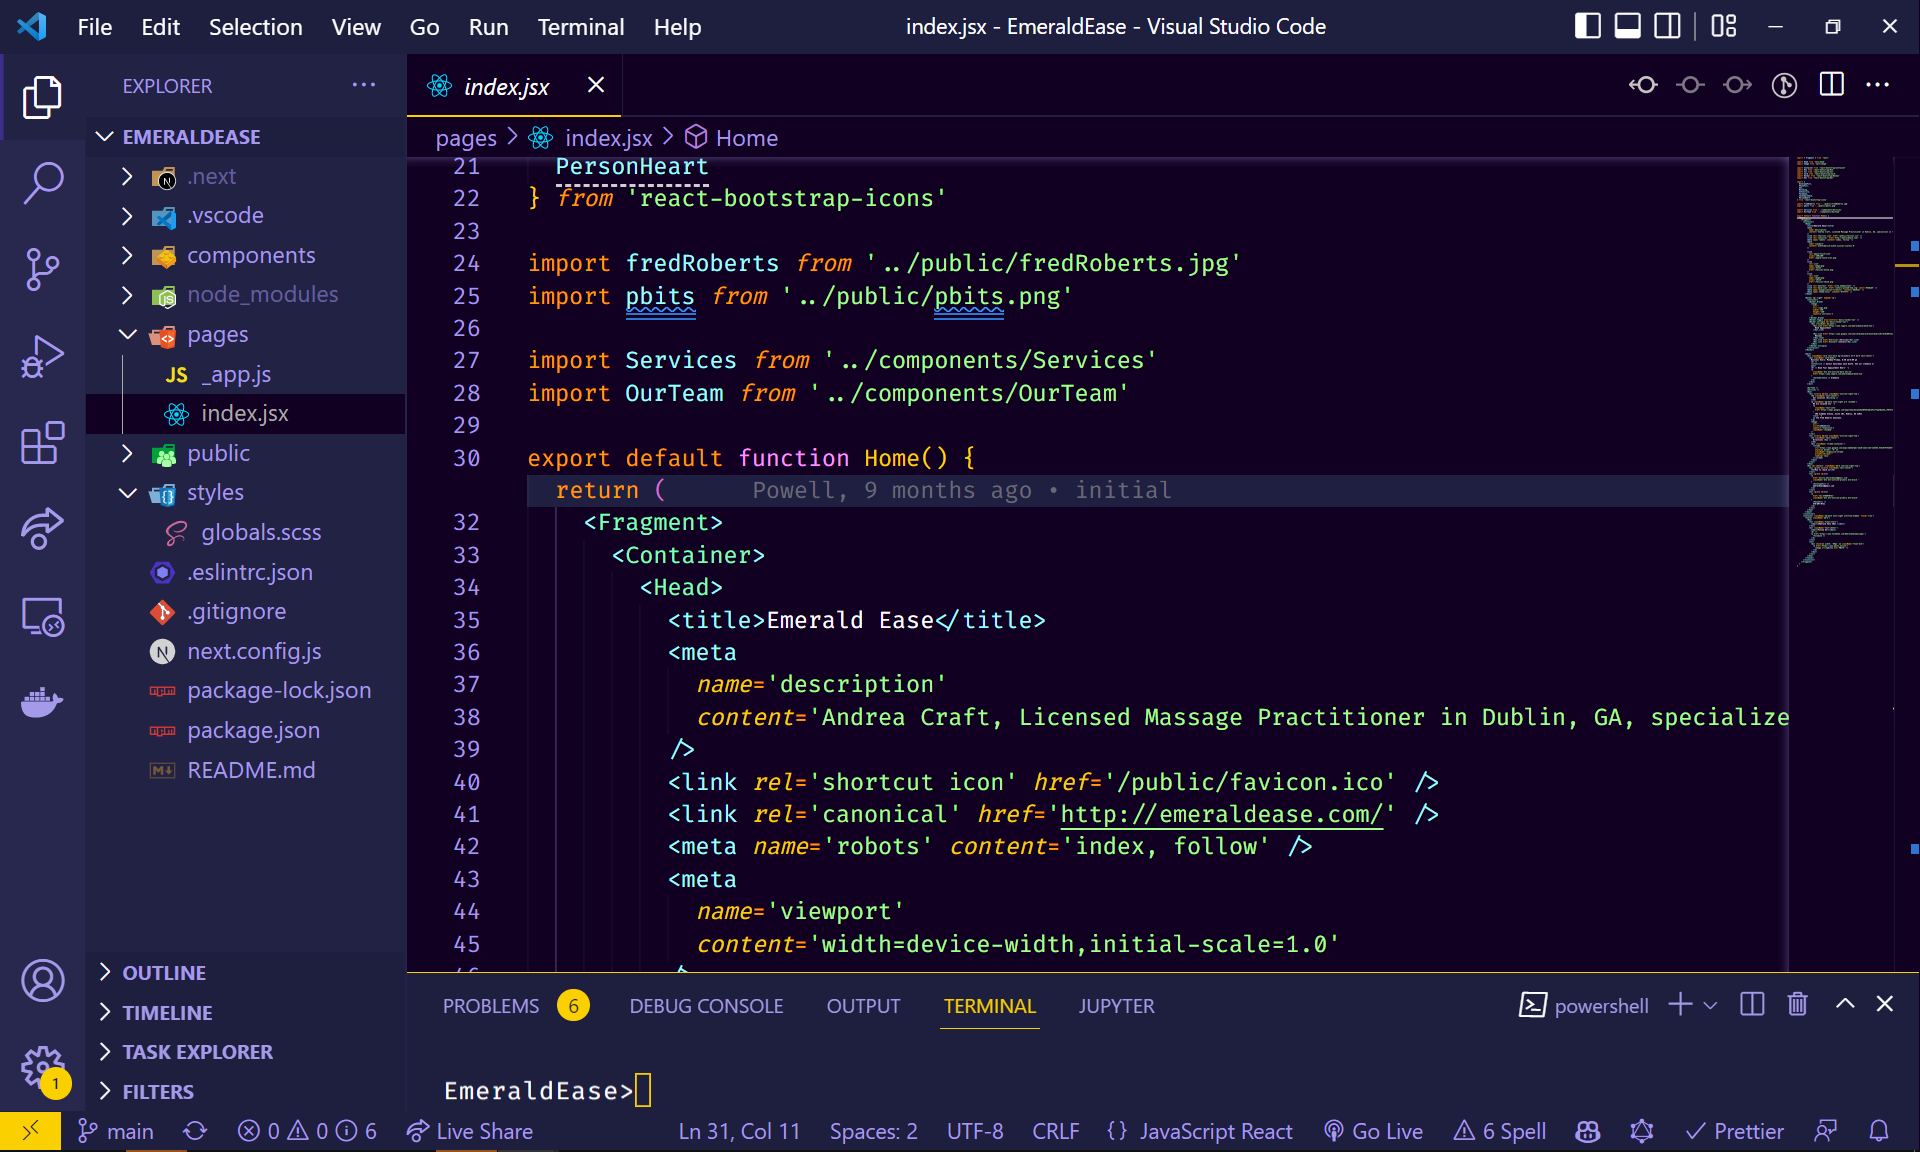 File Edit Selection View Go Run Terminal Help
index.jsx - EmeraldEase - Visual Studio Code
EXPLORER
EMERALDEASE
.next
.vscode
components
node_modules
pages
JS _app.js
index.jsx
public
styles
globals.scss
.eslintrc.json
.gitignore
next.config.js
package-lock.json
package.json
README.md
OUTLINE
TIMELINE
TASK EXPLORER
FILTERS
1
index.jsx
pages > index.jsx > Home
21 PersonHeart
22 } from 'react-bootstrap-icons'
23
24 import fredRoberts from '../public/fredRoberts.jpg'
25 import pbits from '../public/pbits.png'
26
27 import Services from '../components/Services'
28 import OurTeam from '../components/OurTeam'
29
30 export default function Home() {
return ( Powell, 9 months ago • initial
32 <Fragment>
33 <Container>
34 <Head>
35 <title>Emerald Ease</title>
36 <meta
37 name='description'
38 content='Andrea Craft, Licensed Massage Practitioner in Dublin, GA, specialize
39 />
40 <link rel='shortcut icon' href='/public/favicon.ico' />
41 <link rel='canonical' href='http://emeraldease.com/' />
42 <meta name='robots' content='index, follow' />
43 <meta
44 name='viewport'
45 content='width=device-width,initial-scale=1.0'
PROBLEMS 6 DEBUG CONSOLE OUTPUT TERMINAL JUPYTER
powershell
EmeraldEase>
main 0 0 6 Live Share Ln 31, Col 11 Spaces: 2 UTF-8 CRLF {} JavaScript React Go Live 6 Spell Prettier